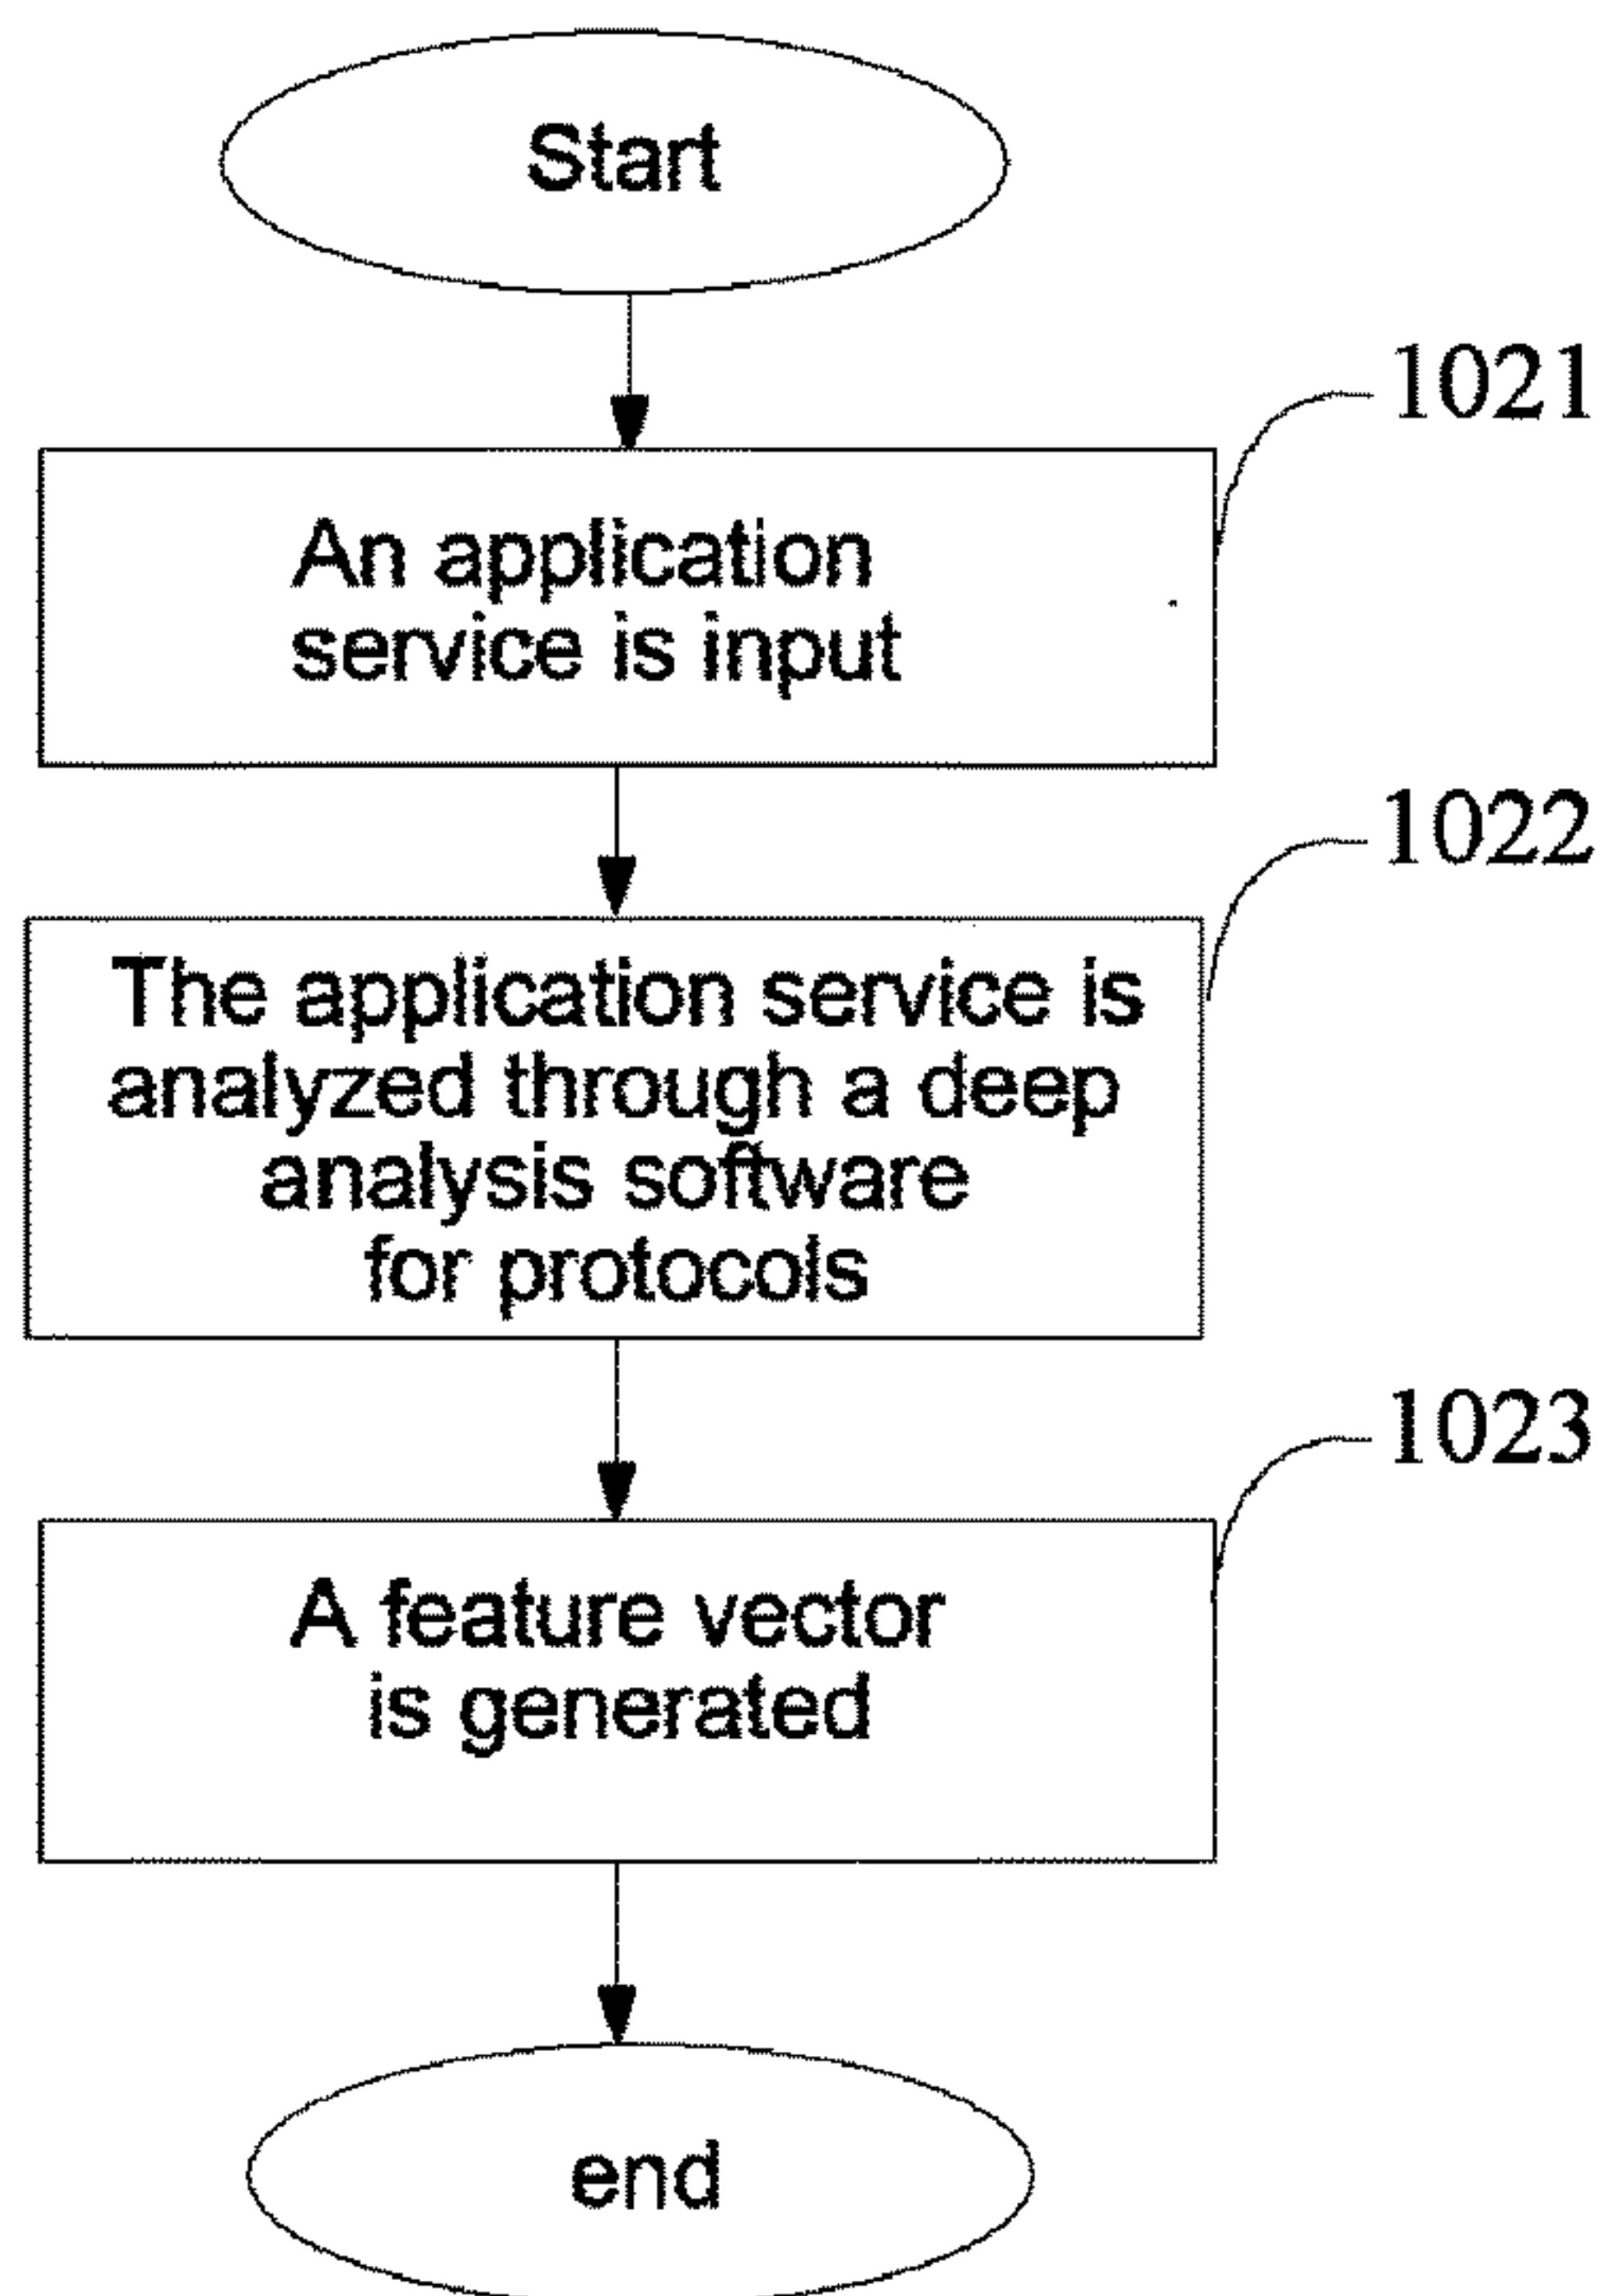 Start
1021
An application
service is input
1022
The application service is
analyzed through a deep
analysis software
for protocols
1023
A feature vector
is generated
end